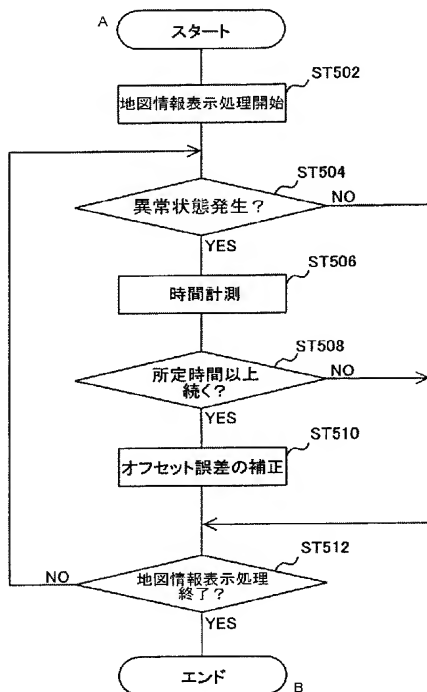 A
スタート
ST502
地図情報表示処理開始
ST504
異常状態発生？
NO
YES
ST506
時間計測
ST508
所定時間以上
続く？
NO
YES
ST510
オフセット誤差の補正
ST512
NO
地図情報表示処理
終了？
YES
エンド
B